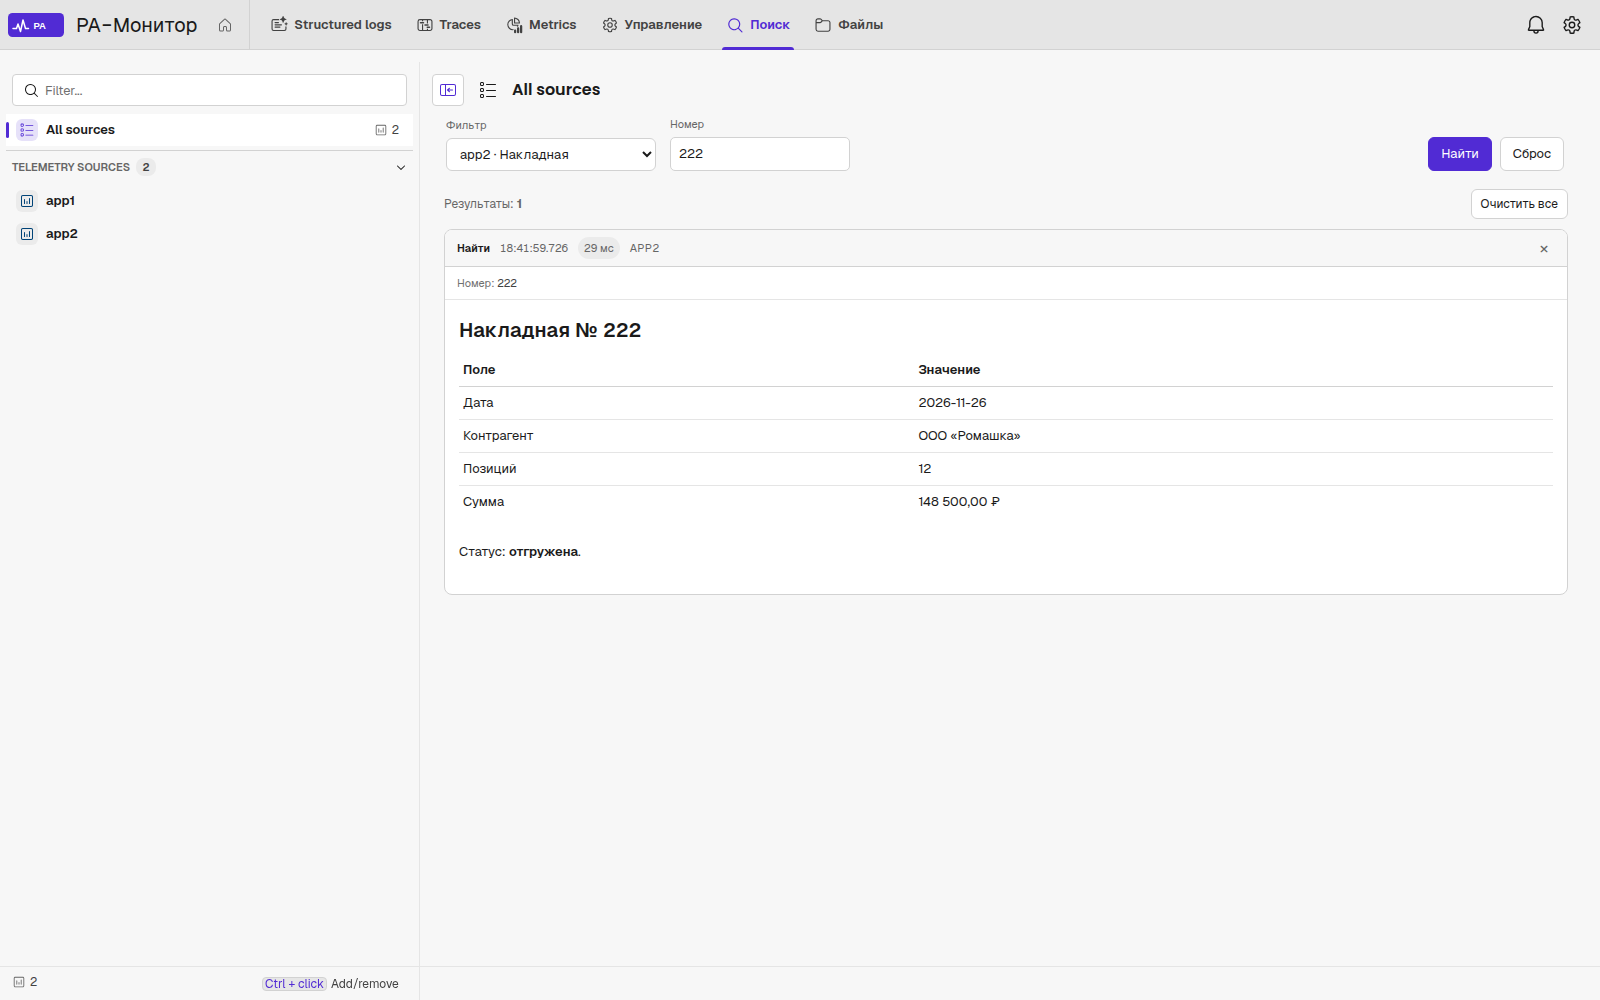 PA
РА-Монитор
Structured logs
Traces
Metrics
Управление
Поиск
Файлы
Filter...
All sources
2
TELEMETRY SOURCES 2
app1
app2
All sources
Фильтр
Номер
app2 · Накладная
222
Найти
Сброс
Результаты: 1
Очистить все
Найти 18:41:59.726 29 мс APP2
×
Номер: 222
Накладная № 222
Поле Значение
Дата 2026-11-26
Контрагент ООО «Ромашка»
Позиций 12
Сумма 148 500,00 ₽
Статус: отгружена.
2
Ctrl + click Add/remove